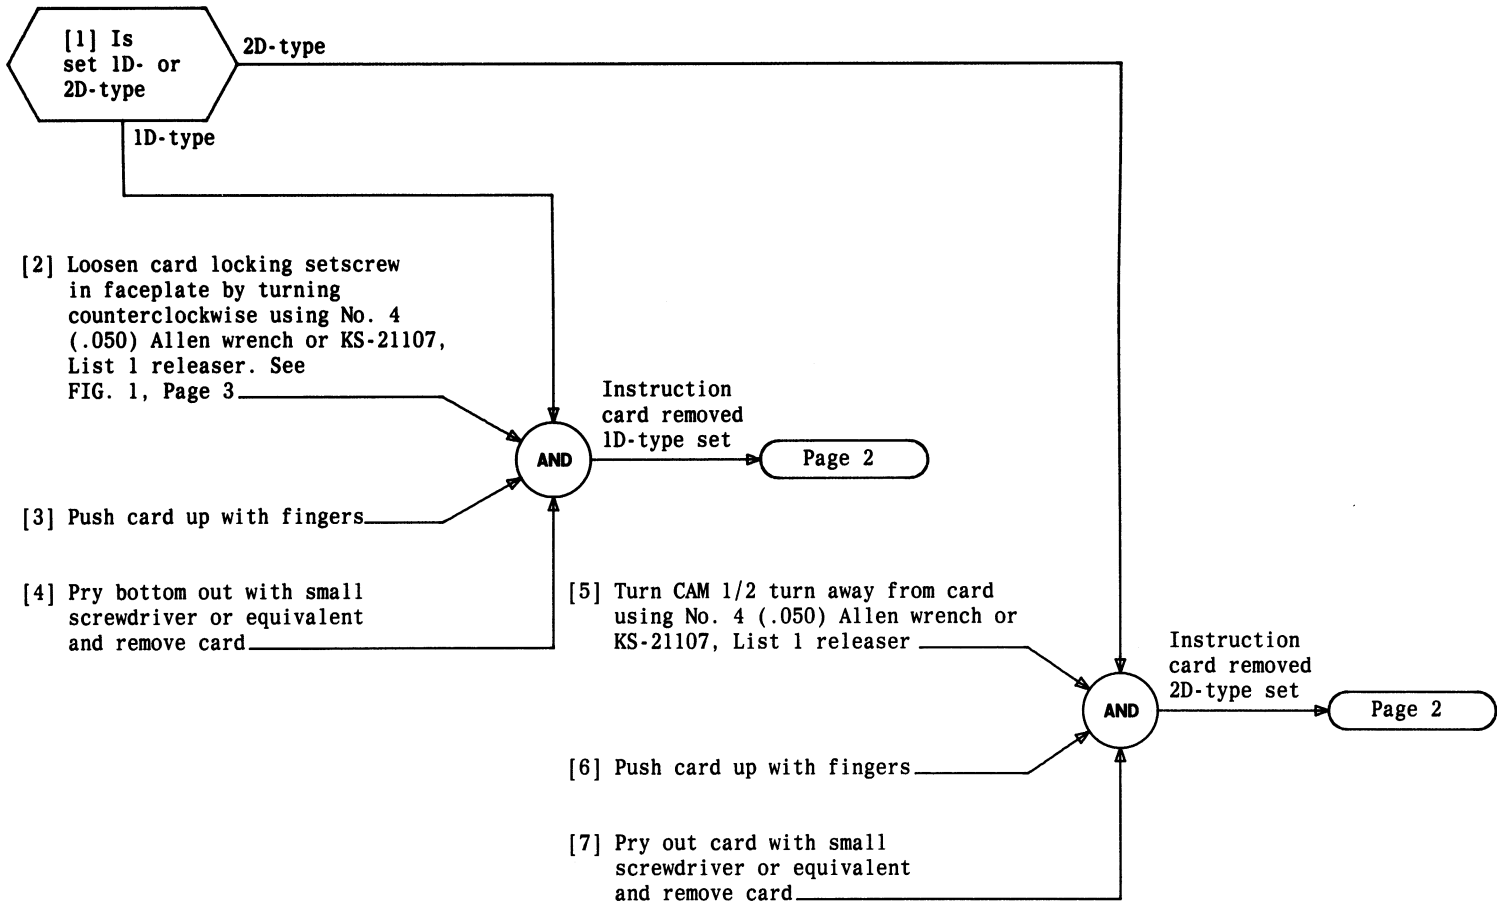 [1] Is
set 1D- or
2D-type
2D-type
1D-type
[2] Loosen card locking setscrew
in faceplate by turning
counterclockwise using No. 4
(.050) Allen wrench or KS-21107,
List 1 releaser. See
FIG. 1, Page 3
Instruction
card removed
1D-type set
AND
Page 2
[3] Push card up with fingers
[4] Pry bottom out with small
screwdriver or equivalent
and remove card
[5] Turn CAM 1/2 turn away from card
using No. 4 (.050) Allen wrench or
KS-21107, List 1 releaser
Instruction
card removed
2D-type set
AND
Page 2
[6] Push card up with fingers
[7] Pry out card with small
screwdriver or equivalent
and remove card